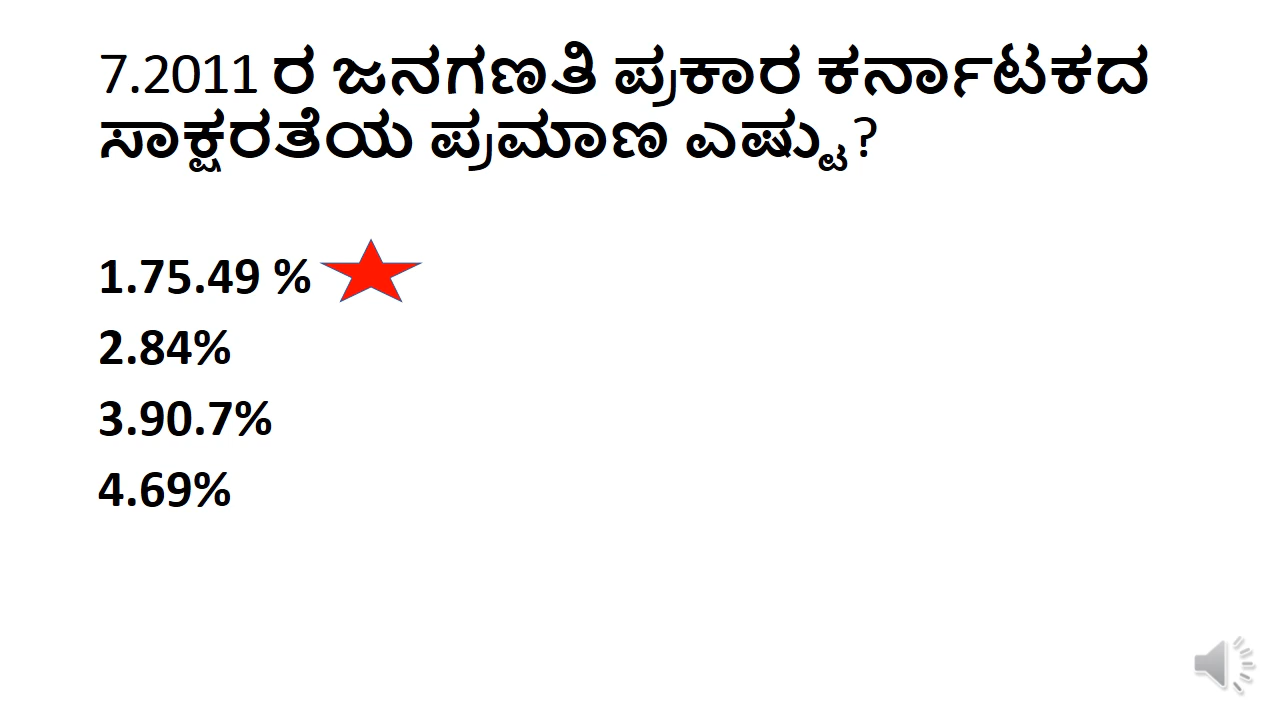 7.2011 ರ ಜನಗಣತಿ ಪ್ರಕಾರ ಕರ್ನಾಟಕದ
ಸಾಕ್ಷರತೆಯ ಪ್ರಮಾಣ ಎಷ್ಟು?
1.75.49 %
2.84%
3.90.7%
4.69%